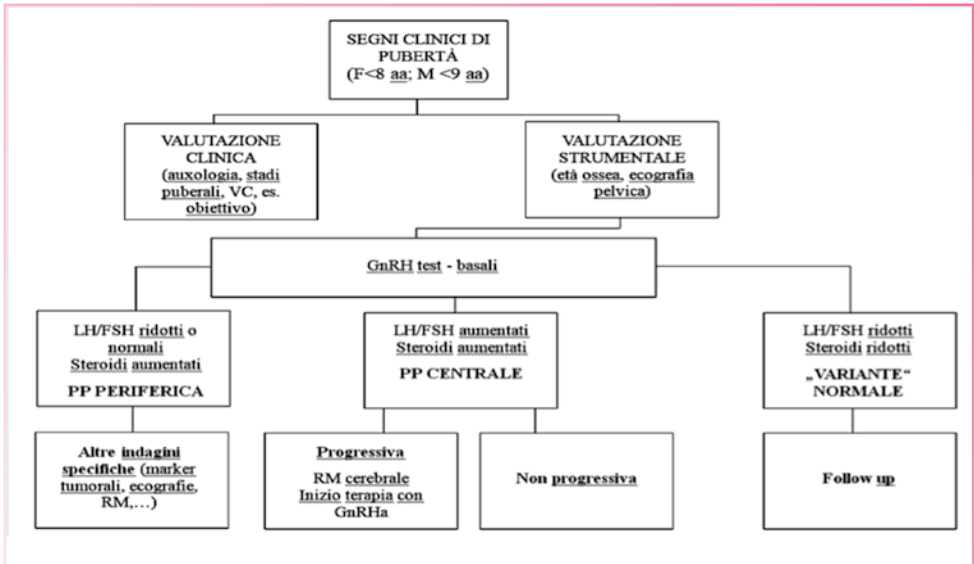 SEGNI CLINICI DI
PUBERTÀ
(F<8 aa; M <9 aa)
VALUTAZIONE
CLINICA
(auxologia, stadi
puberali, VC, es.
obiettivo)
VALUTAZIONE
STRUMENTALE
(età ossea, ecografia
pelvica)
GnRH test - basali
LH/FSH ridotti o
normali
Steroidi aumentati
PP PERIFERICA
LH/FSH aumentati
Steroidi aumentati
PP CENTRALE
LH/FSH ridotti
Steroidi ridotti
„VARIANTE“
NORMALE
Altre indagini
specifiche (marker
tumorali, ecografie,
RM,…)
Progressiva
RM cerebrale
Inizio terapia con
GnRHa
Non progressiva
Follow up